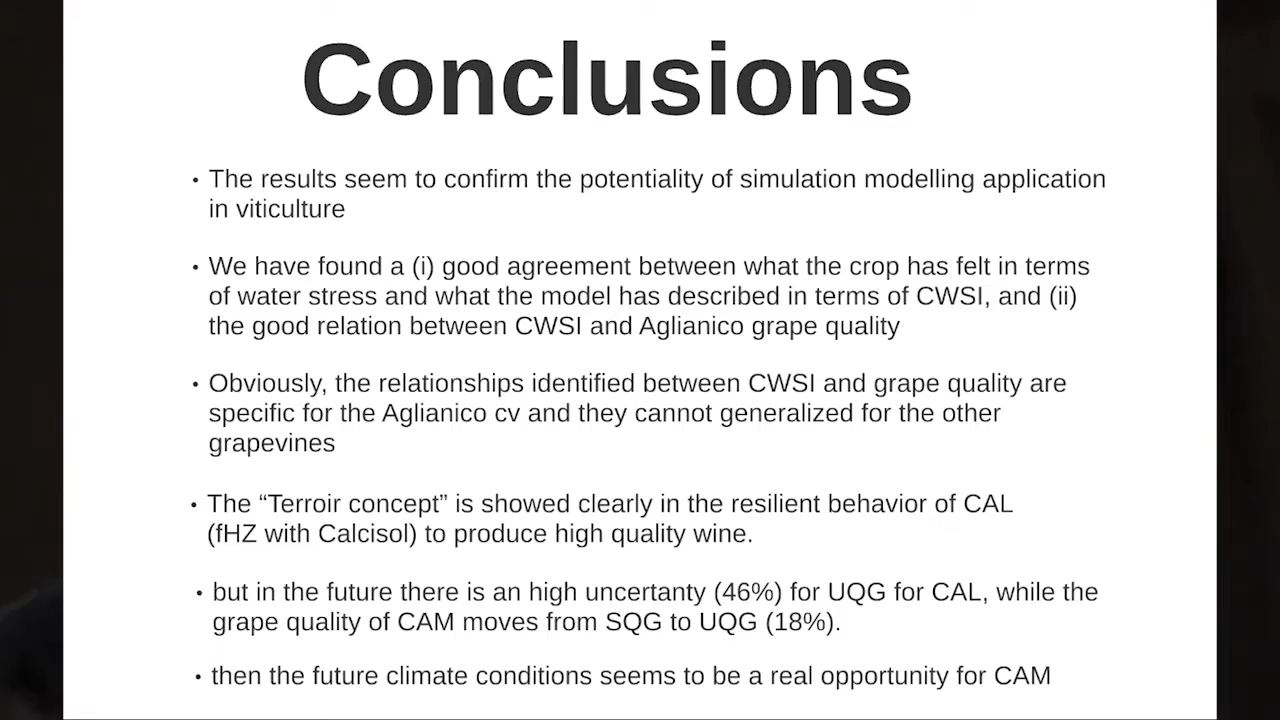 Conclusions
• The results seem to confirm the potentiality of simulation modelling application
in viticulture
• We have found a (i) good agreement between what the crop has felt in terms
of water stress and what the model has described in terms of CWSI, and (ii)
the good relation between CWSI and Aglianico grape quality
• Obviously, the relationships identified between CWSI and grape quality are
specific for the Aglianico cv and they cannot generalized for the other
grapevines
• The “Terroir concept” is showed clearly in the resilient behavior of CAL
(fHZ with Calcisol) to produce high quality wine.
• but in the future there is an high uncertanty (46%) for UQG for CAL, while the
grape quality of CAM moves from SQG to UQG (18%).
• then the future climate conditions seems to be a real opportunity for CAM